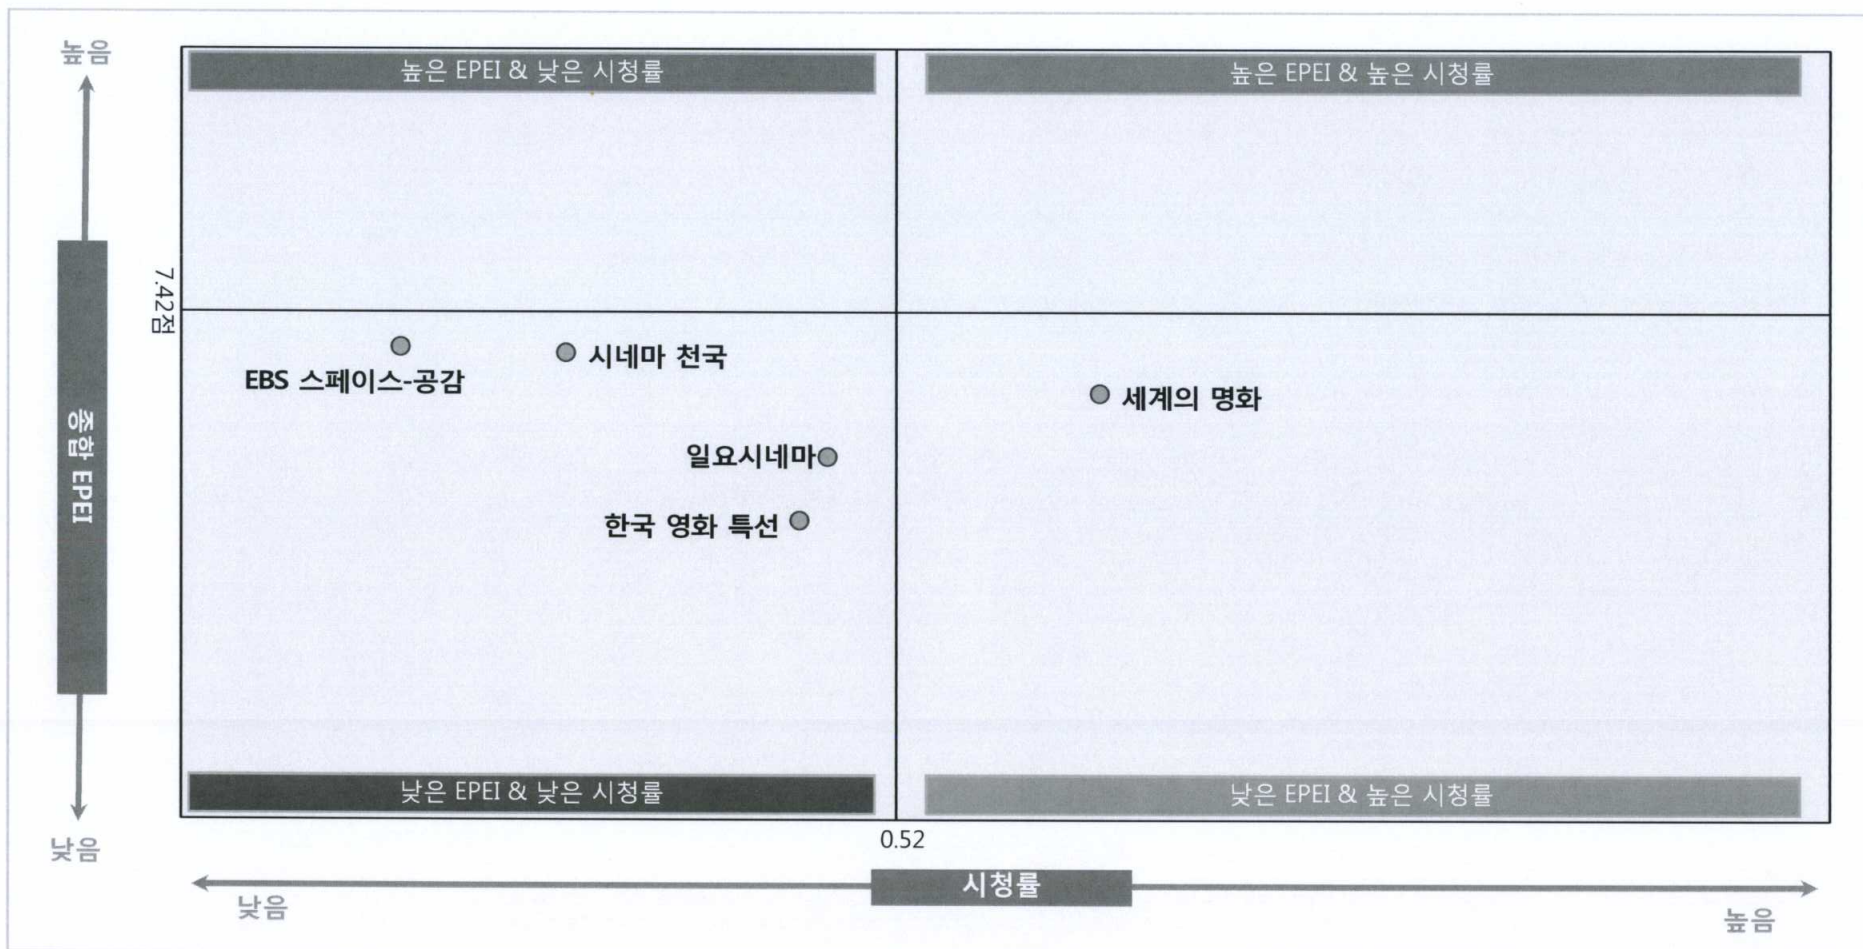 높음
높은 EPEI & 낮은 시청률
높은 EPEI & 높은 시청률
7.42점
종합 EPEI
EBS 스페이스-공감
시네마 천국
세계의 명화
일요시네마
한국 영화 특선
낮은 EPEI & 낮은 시청률
낮은 EPEI & 높은 시청률
낮음
0.52
시청률
낮음
높음